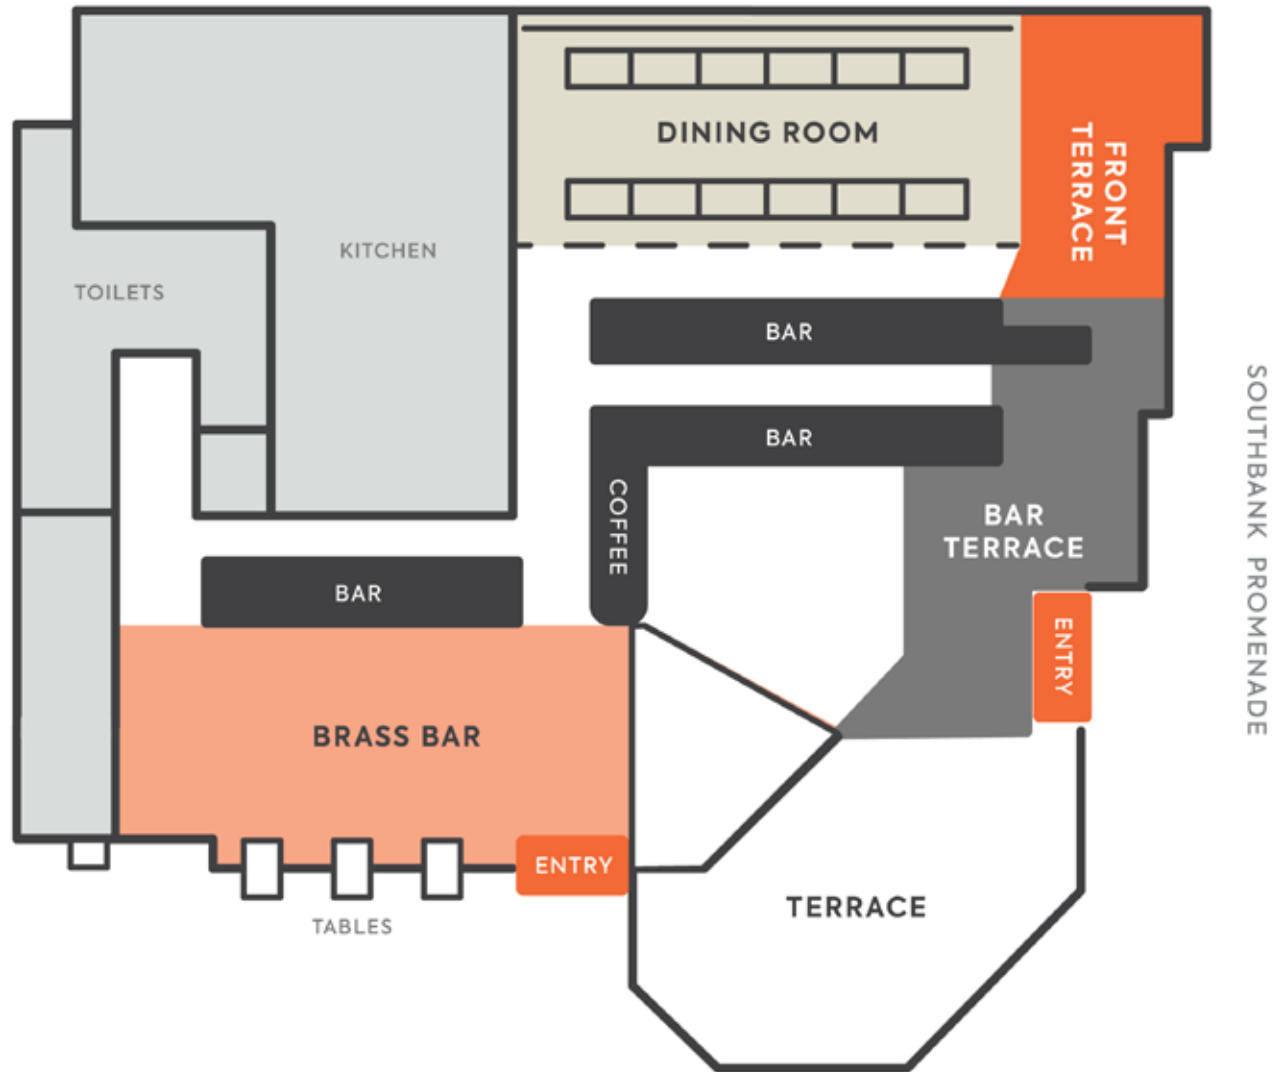 DINING ROOM
FRONT
TERRACE
KITCHEN
TOILETS
BAR
BAR
COFFEE
BAR
TERRACE
SOUTHBANK PROMENADE
BAR
ENTRY
BRASS BAR
ENTRY
TERRACE
TABLES